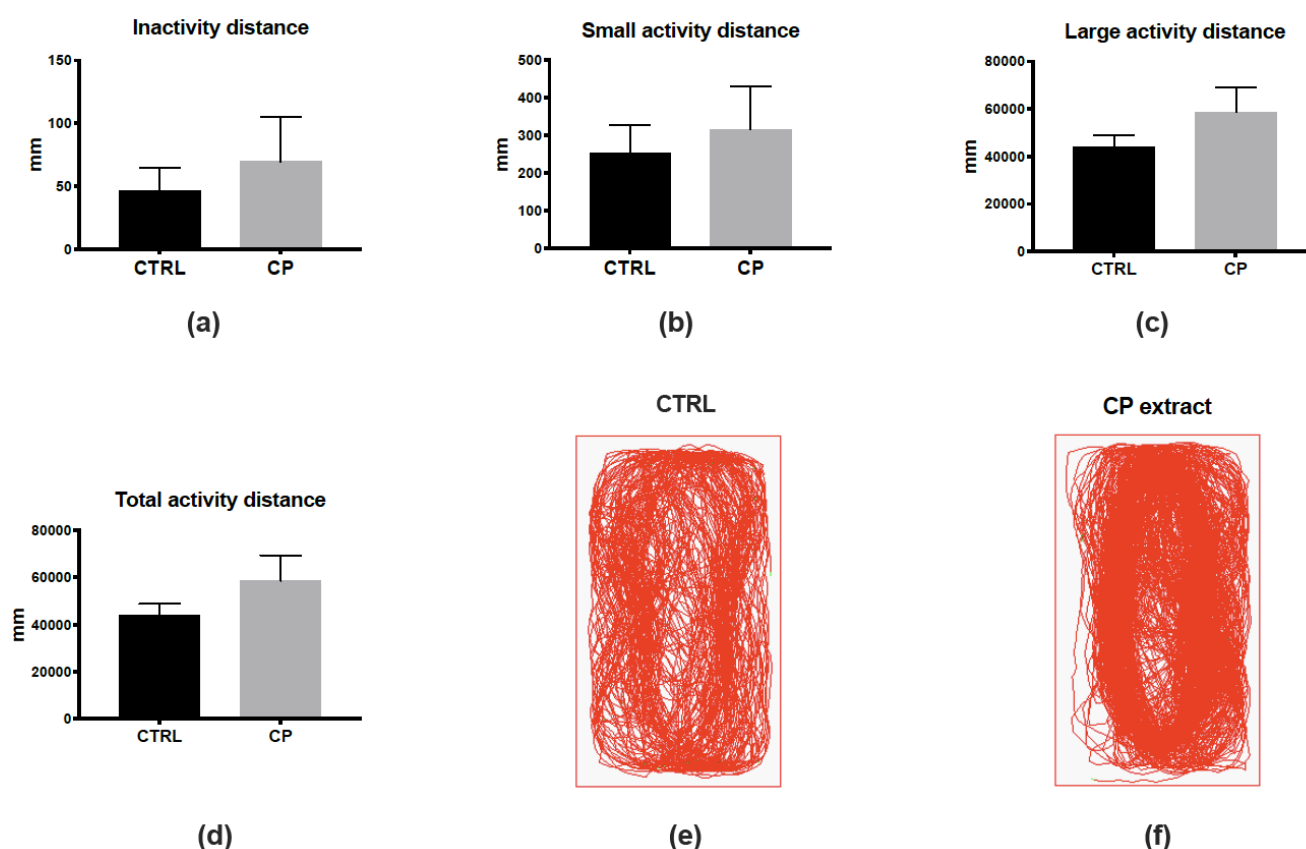 Inactivity distance
150
100
50
0
mm
CTRL
CP
(a)
Small activity distance
500
400
300
200
100
0
mm
CTRL
CP
(b)
Large activity distance
80000
60000
40000
20000
0
mm
CTRL
CP
(c)
Total activity distance
80000
60000
40000
20000
0
mm
CTRL
CP
(d)
CTRL
(e)
CP extract
(f)